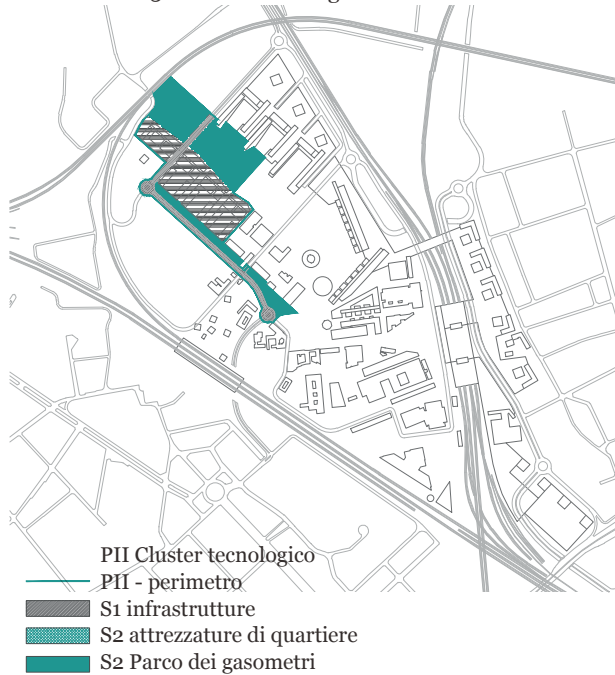 PII Cluster tecnologico
PII - perimetro
S1 infrastrutture
S2 attrezzature di quartiere
S2 Parco dei gasometri